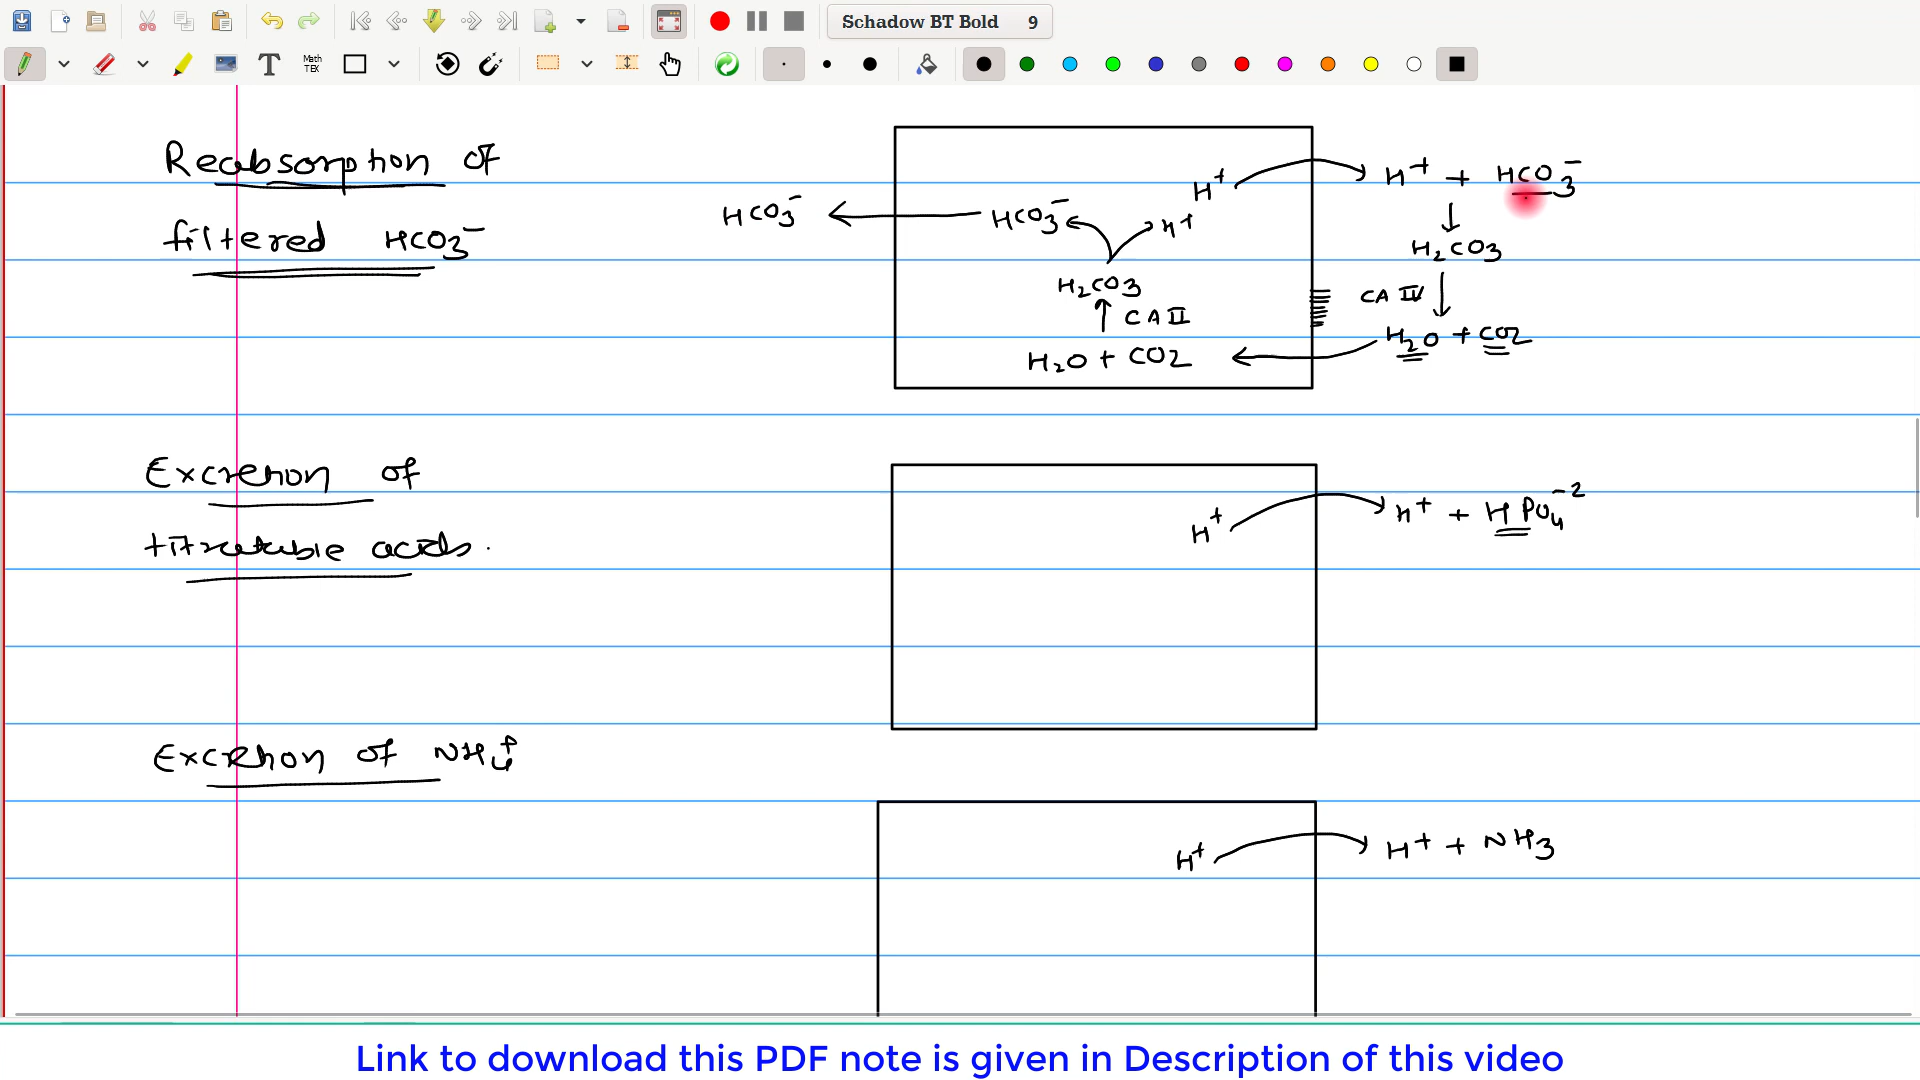 Schadow BT Bold 9
Math
TEX
Reabsorption of
filtered HCO3-
H+ H+ + HCO3-
HCO3- HCO3- H+
H2CO3
H2CO3
CA II
CA IV
H2O + CO2
H2O + CO2
Excretion of
titratable acids.
H+ H+ + HPO4-2
Excretion of NH4+
H+ H+ + NH3
Link to download this PDF note is given in Description of this video